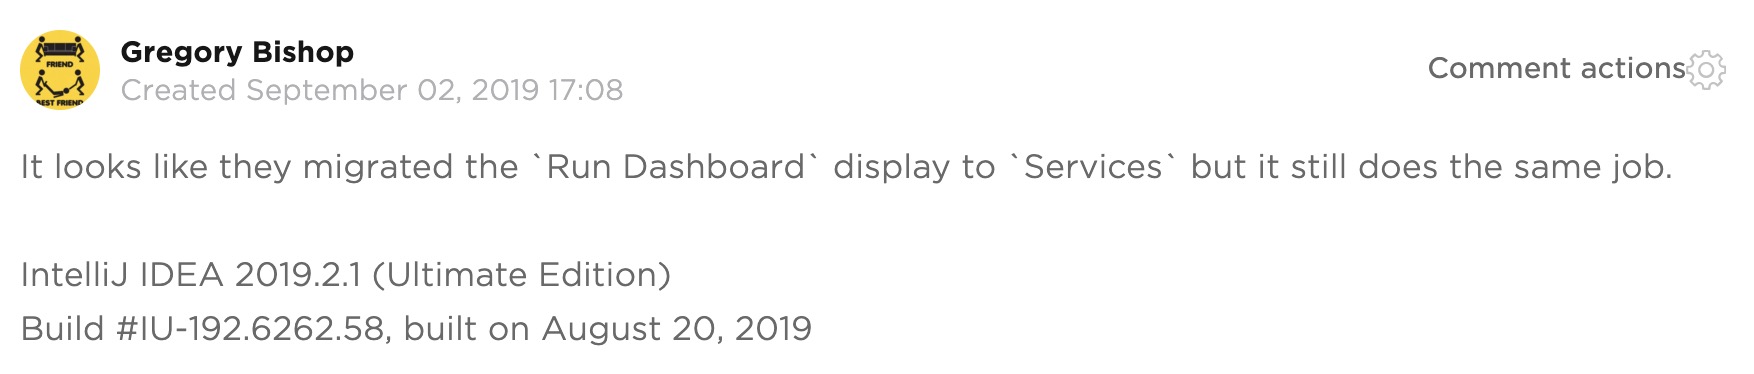 FRIEND
BEST FRIEND
Gregory Bishop
Created September 02, 2019 17:08
Comment actions
It looks like they migrated the `Run Dashboard` display to `Services` but it still does the same job.
IntelliJ IDEA 2019.2.1 (Ultimate Edition)
Build #IU-192.6262.58, built on August 20, 2019